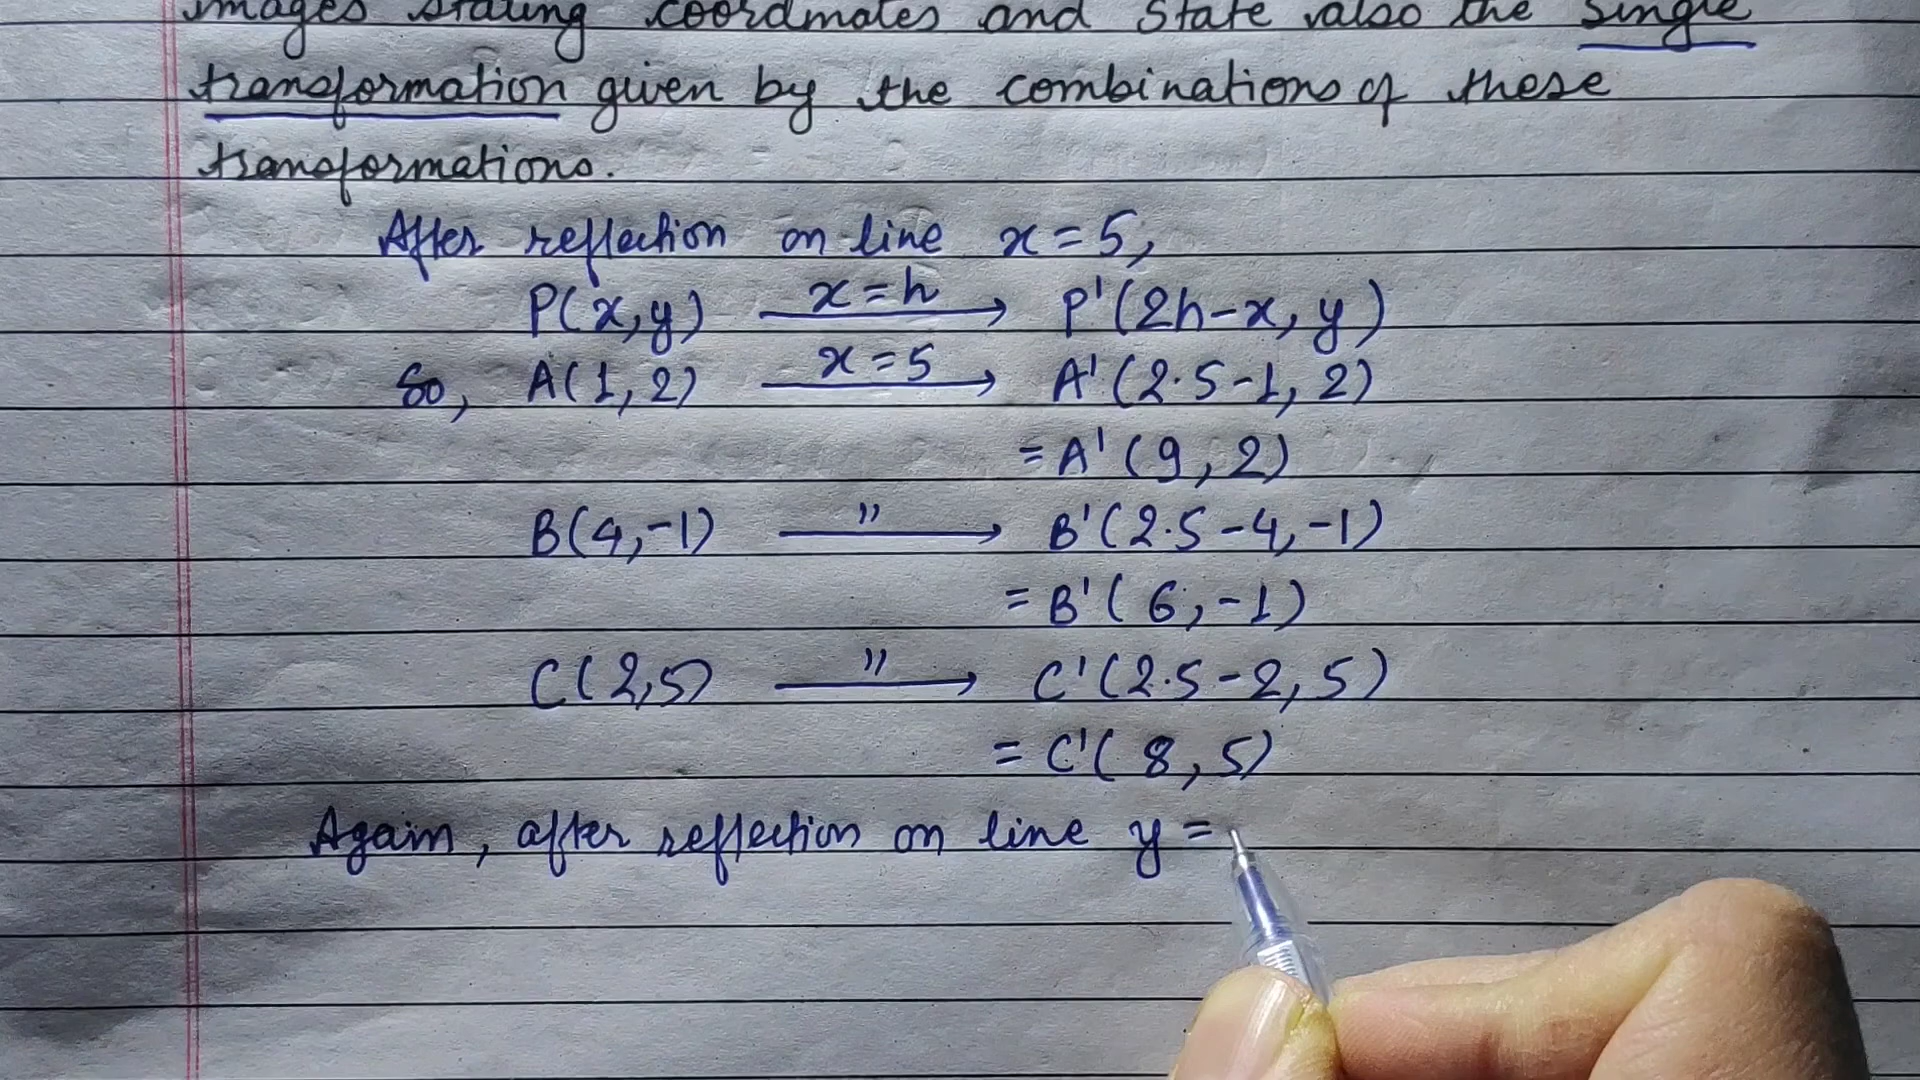 images stating coordinates and state also the single
transformation given by the combinations of these
transformations.
After reflection on line x=5,
P(x,y) x=h → P'(2h-x, y)
So, A(1,2) x=5 → A'(2.5-1, 2)
=A'(9,2)
B(4,-1) " → B'(2.5-4,-1)
=B'(6,-1)
C(2,5) " → C'(2.5-2,5)
=C'(8,5)
Again, after reflection on line y=